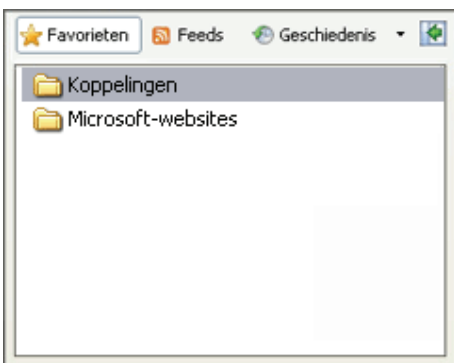 Favorieten Feeds Geschiedenis
Koppelingen
Microsoft-websites